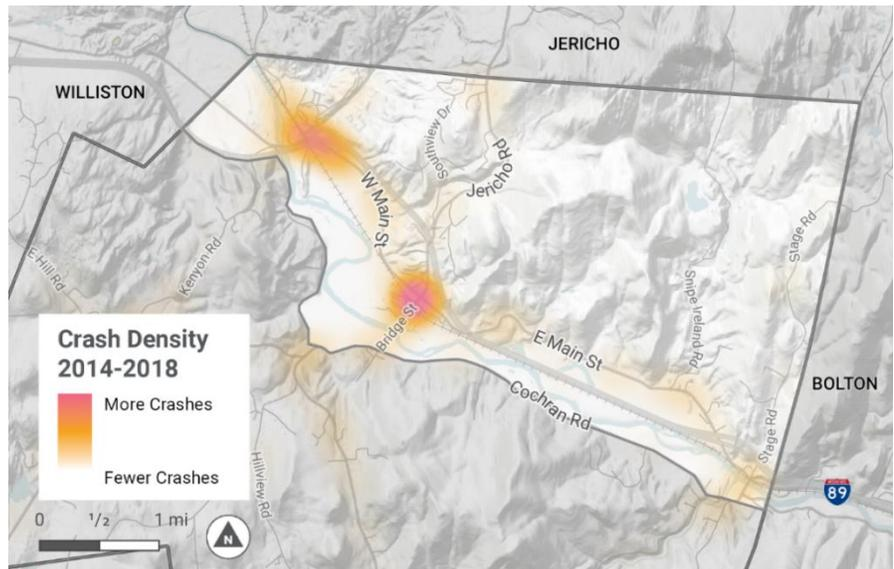 JERICHO
WILLISTON
Southview Dr
Jericho Rd
W Main St
Stage Rd
Kenyon Rd
E Hill Rd
Snipe Ireland Rd
Bridge St
E Main St
Crash Density
2014-2018
More Crashes
Fewer Crashes
BOLTON
Cochran Rd
Stage Rd
Hillview Rd
89
0 1/2 1 mi
N